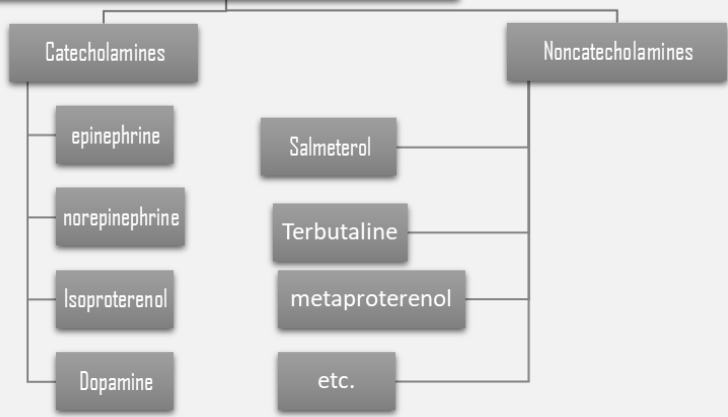 Catecholamines
Noncatecholamines
epinephrine
norepinephrine
Isoproterenol
Dopamine
Salmeterol
Terbutaline
metaproterenol
etc.